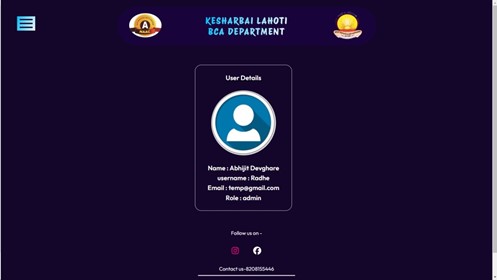 KESHARBAI LAHOTI
BCA DEPARTMENT
A
NAAC
User Details
Name : Abhijit Devghare
username : Radhe
Email : temp@gmail.com
Role : admin
Follow us on -
Contact us-8208155446